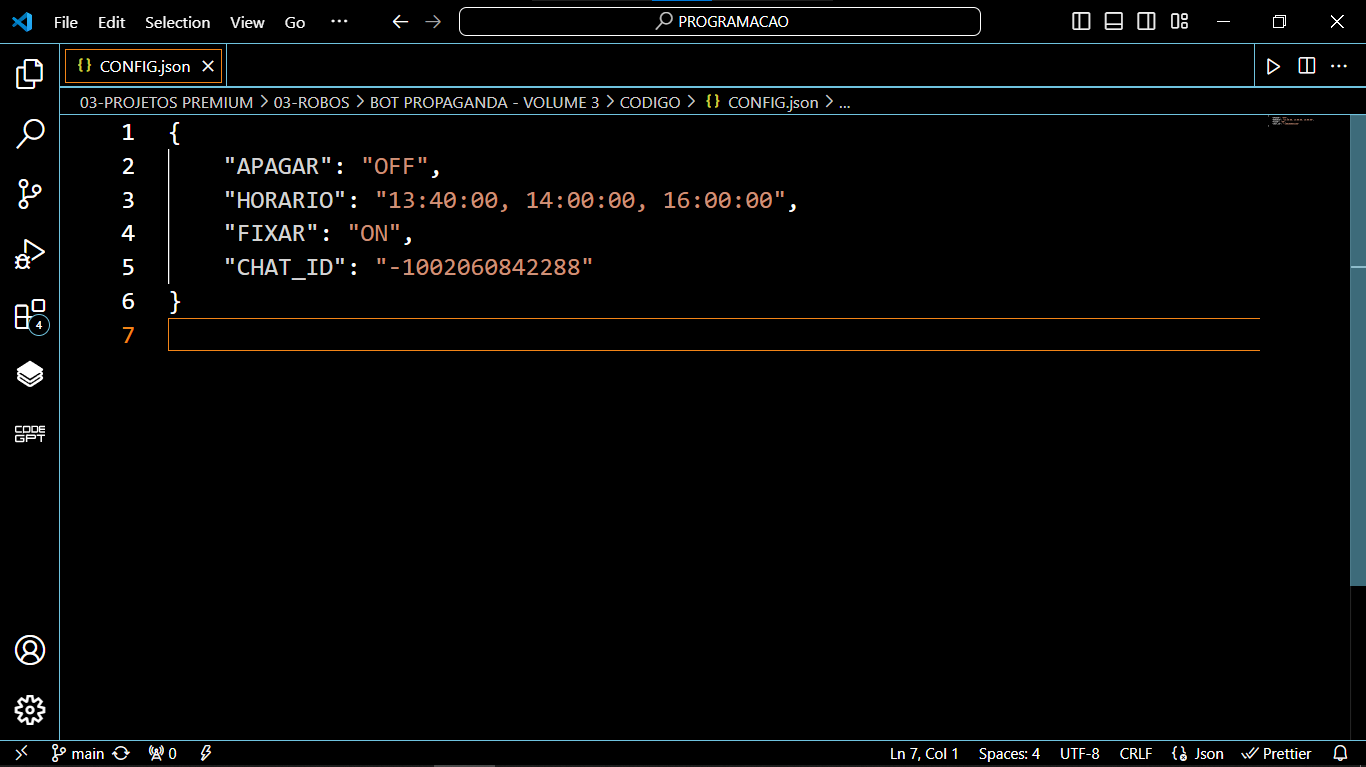 File Edit Selection View Go ··· PROGRAMACAO
{} CONFIG.json
03-PROJETOS PREMIUM > 03-ROBOS > BOT PROPAGANDA - VOLUME 3 > CODIGO > {} CONFIG.json > ...
1 {
2 "APAGAR": "OFF",
3 "HORARIO": "13:40:00, 14:00:00, 16:00:00",
4 "FIXAR": "ON",
5 "CHAT_ID": "-1002060842288"
6 }
7
4
CODE
GPT
main 0 Ln 7, Col 1 Spaces: 4 UTF-8 CRLF {} Json Prettier